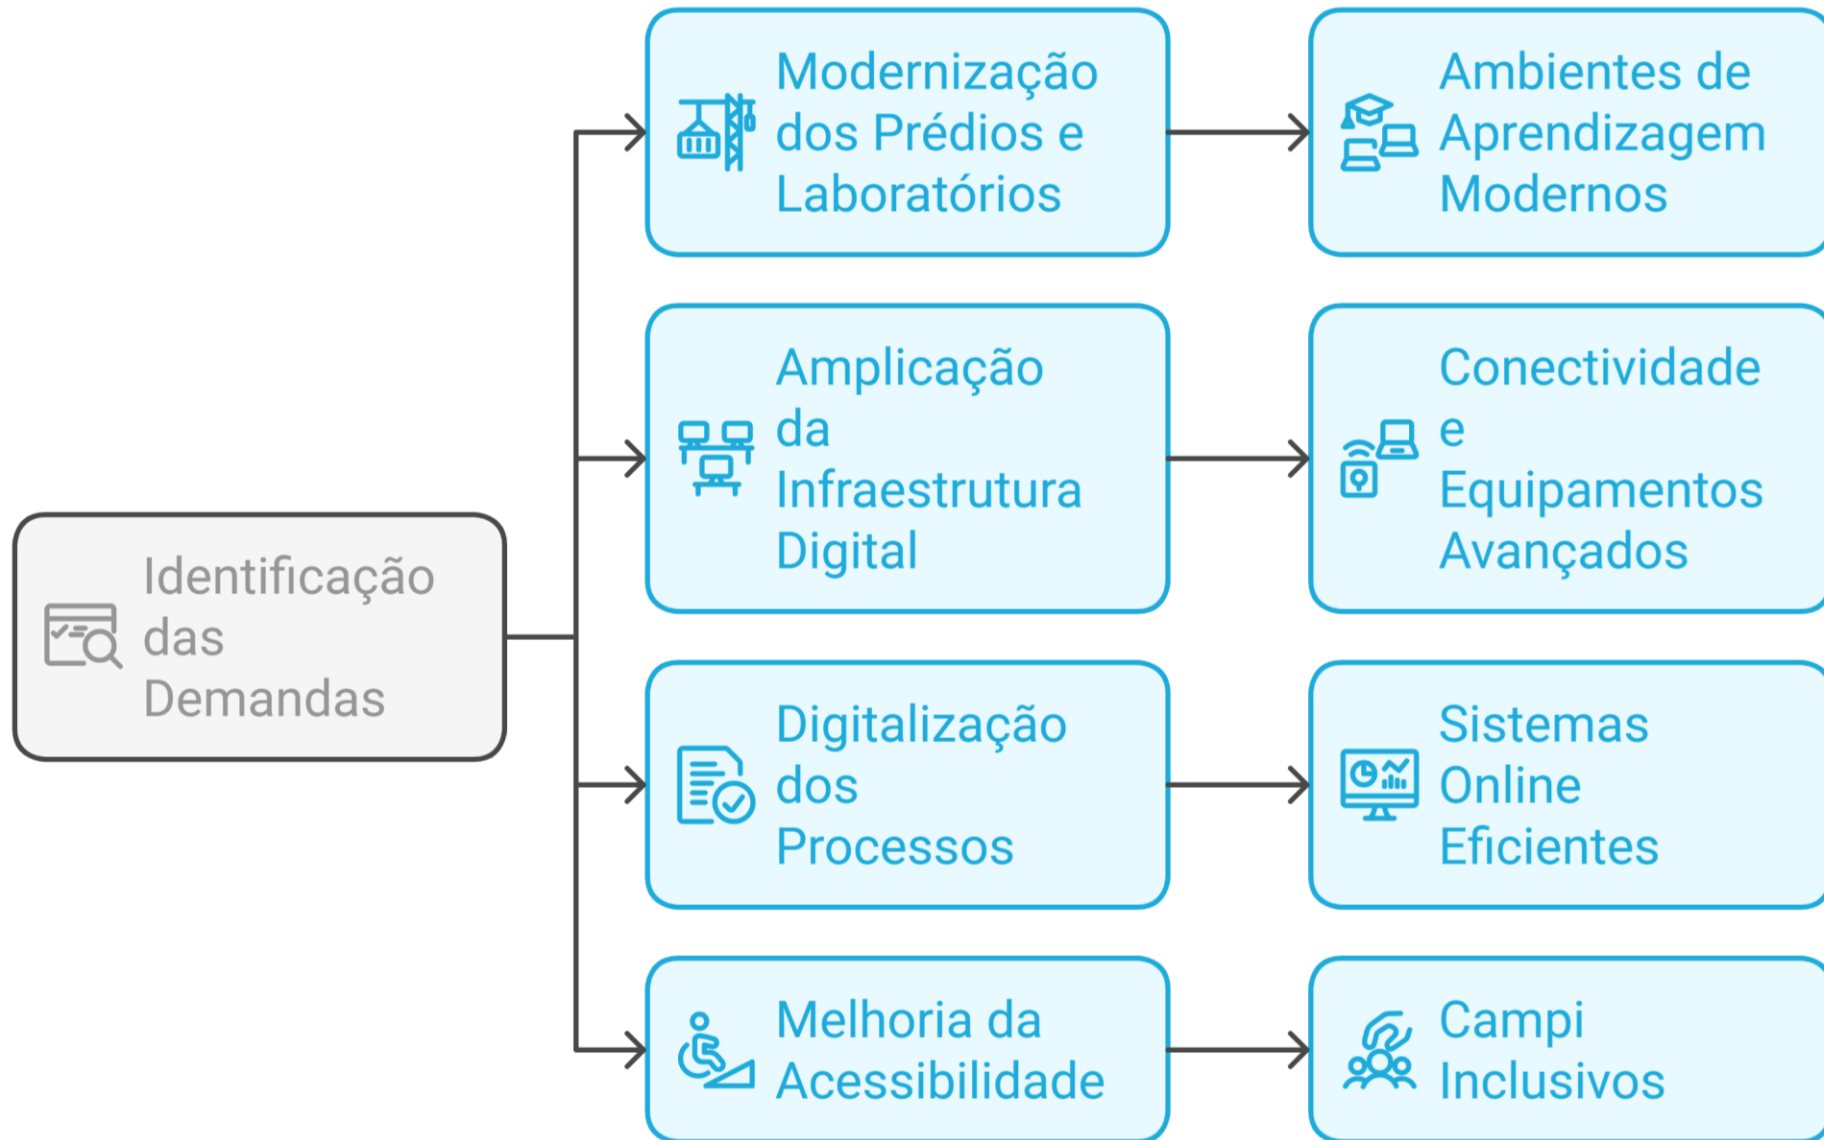 Identificação
das
Demandas
Modernização
dos Prédios e
Laboratórios
Ambientes de
Aprendizagem
Modernos
Amplicação
da
Infraestrutura
Digital
Conectividade
e
Equipamentos
Avançados
Digitalização
dos
Processos
Sistemas
Online
Eficientes
Melhoria da
Acessibilidade
Campi
Inclusivos